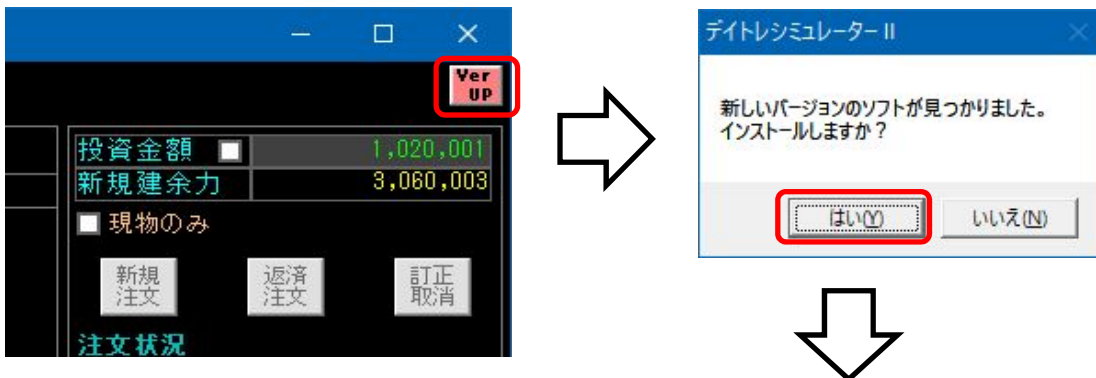 Ver
UP
投資金額 1,020,001
新規建余力 3,060,003
現物のみ
新規
注文
返済
注文
訂正
取消
注文状況
デイトレシミュレーターⅡ
新しいバージョンのソフトが見つかりました。
インストールしますか？
はい(Y)
いいえ(N)